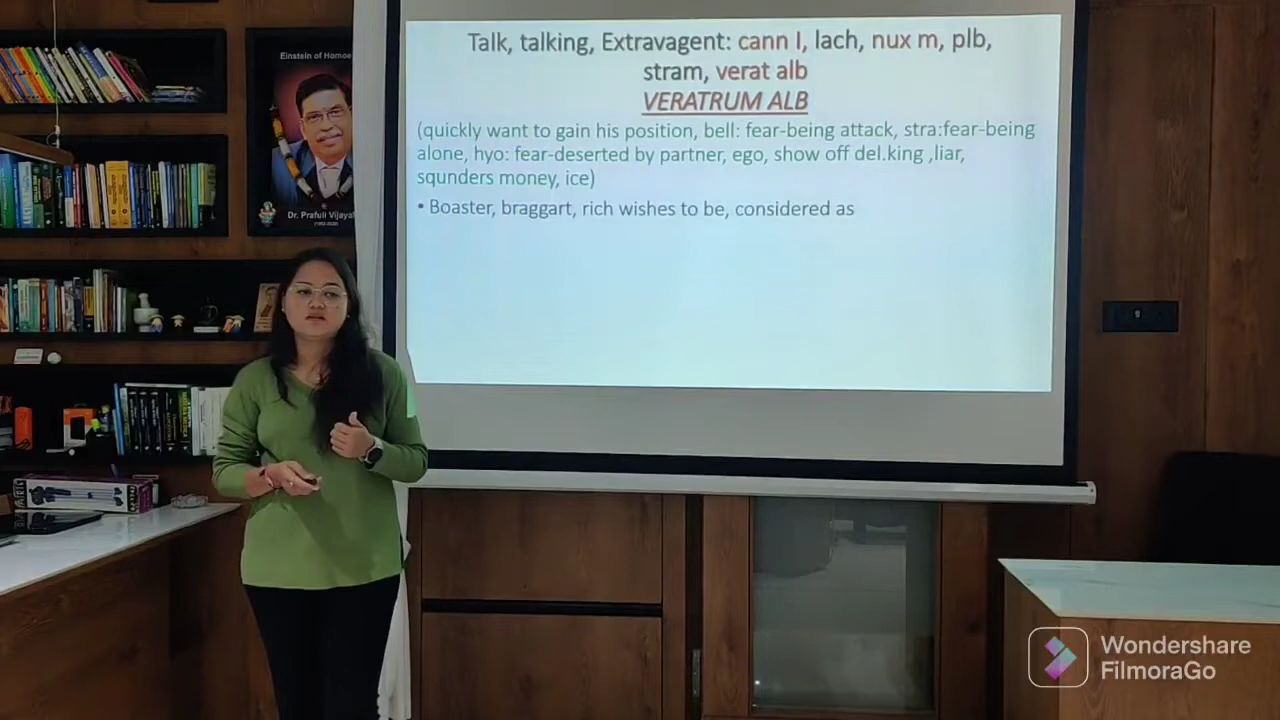 Talk, talking, Extravagent: cann I, lach, nux m, plb,
stram, verat alb
VERATRUM ALB
(quickly want to gain his position, bell: fear-being attack, stra:fear-being
alone, hyo: fear-deserted by partner, ego, show off del.king ,liar,
squnders money, ice)
• Boaster, braggart, rich wishes to be, considered as
Einstein of Homoe
Dr. Prafull Vijaya
Wondershare
FilmoraGo